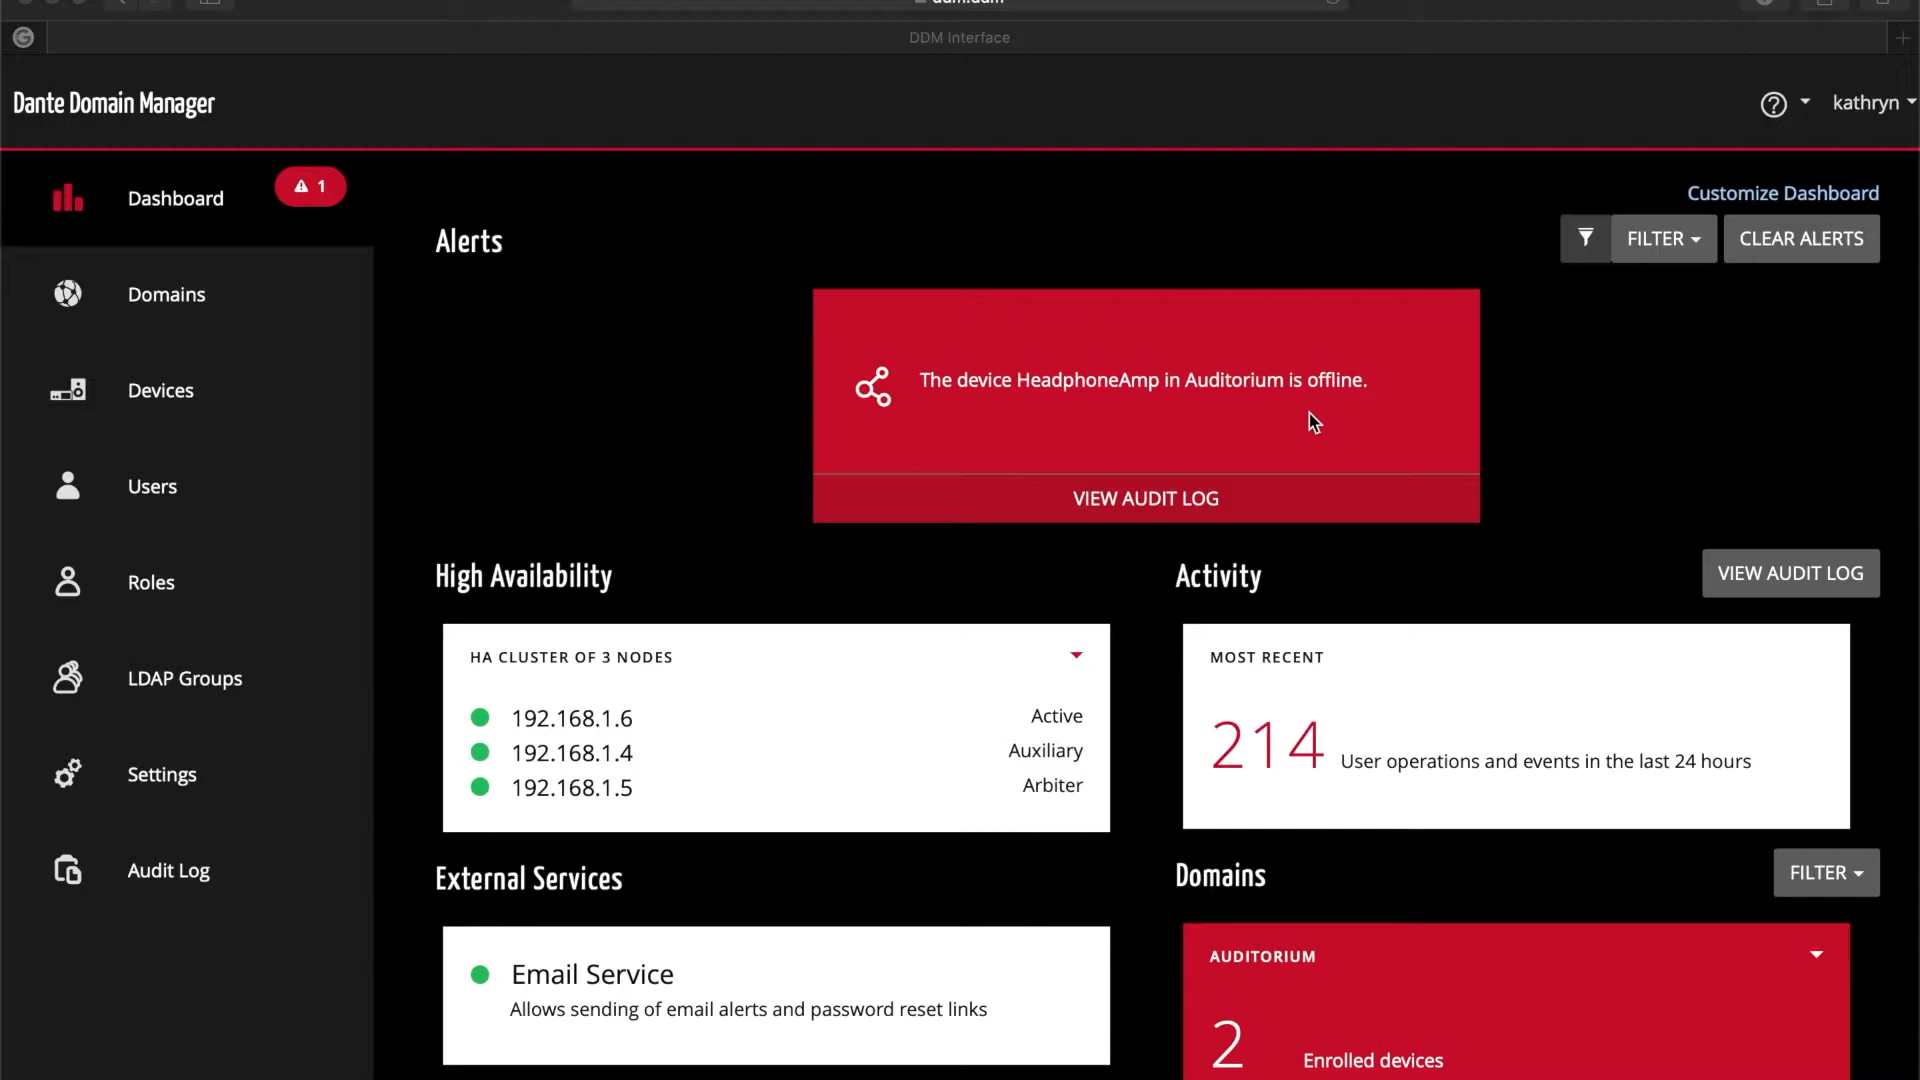 DDM Interface
Dante Domain Manager
kathryn
Dashboard
1
Customize Dashboard
Alerts
FILTER
CLEAR ALERTS
Domains
Devices
Users
Roles
LDAP Groups
Settings
Audit Log
The device HeadphoneAmp in Auditorium is offline.
VIEW AUDIT LOG
High Availability
HA CLUSTER OF 3 NODES
192.168.1.6 Active
192.168.1.4 Auxiliary
192.168.1.5 Arbiter
Activity
VIEW AUDIT LOG
MOST RECENT
214 User operations and events in the last 24 hours
External Services
Email Service
Allows sending of email alerts and password reset links
Domains
FILTER
AUDITORIUM
2 Enrolled devices